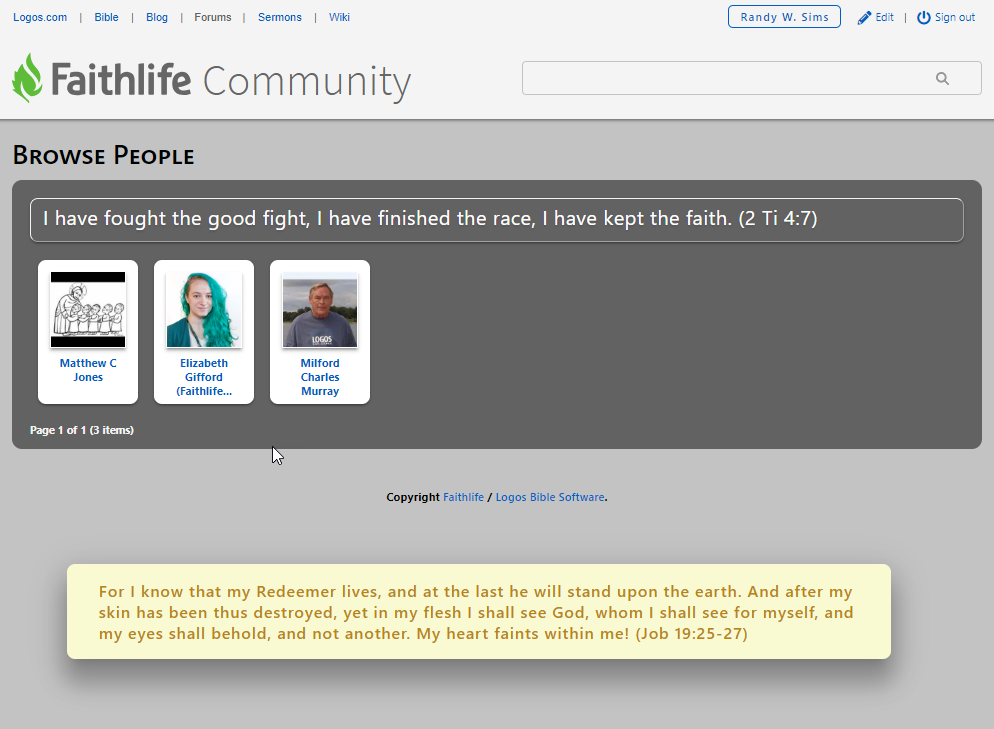 Logos.com | Bible | Blog | Forums | Sermons | Wiki
Randy W. Sims
Edit | Sign out
Faithlife Community
Browse People
I have fought the good fight, I have finished the race, I have kept the faith. (2 Ti 4:7)
LOGOS
Matthew C
Jones
Elizabeth
Gifford
(Faithlife...
Milford
Charles
Murray
Page 1 of 1 (3 items)
Copyright Faithlife / Logos Bible Software.
For I know that my Redeemer lives, and at the last he will stand upon the earth. And after my
skin has been thus destroyed, yet in my flesh I shall see God, whom I shall see for myself, and
my eyes shall behold, and not another. My heart faints within me! (Job 19:25-27)